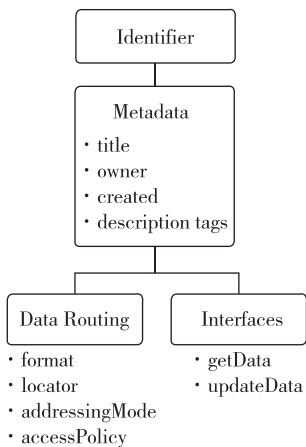 Identifier
Metadata
· title
· owner
· created
· description tags
Data Routing
· format
· locator
· addressingMode
· accessPolicy
Interfaces
· getData
· updateData